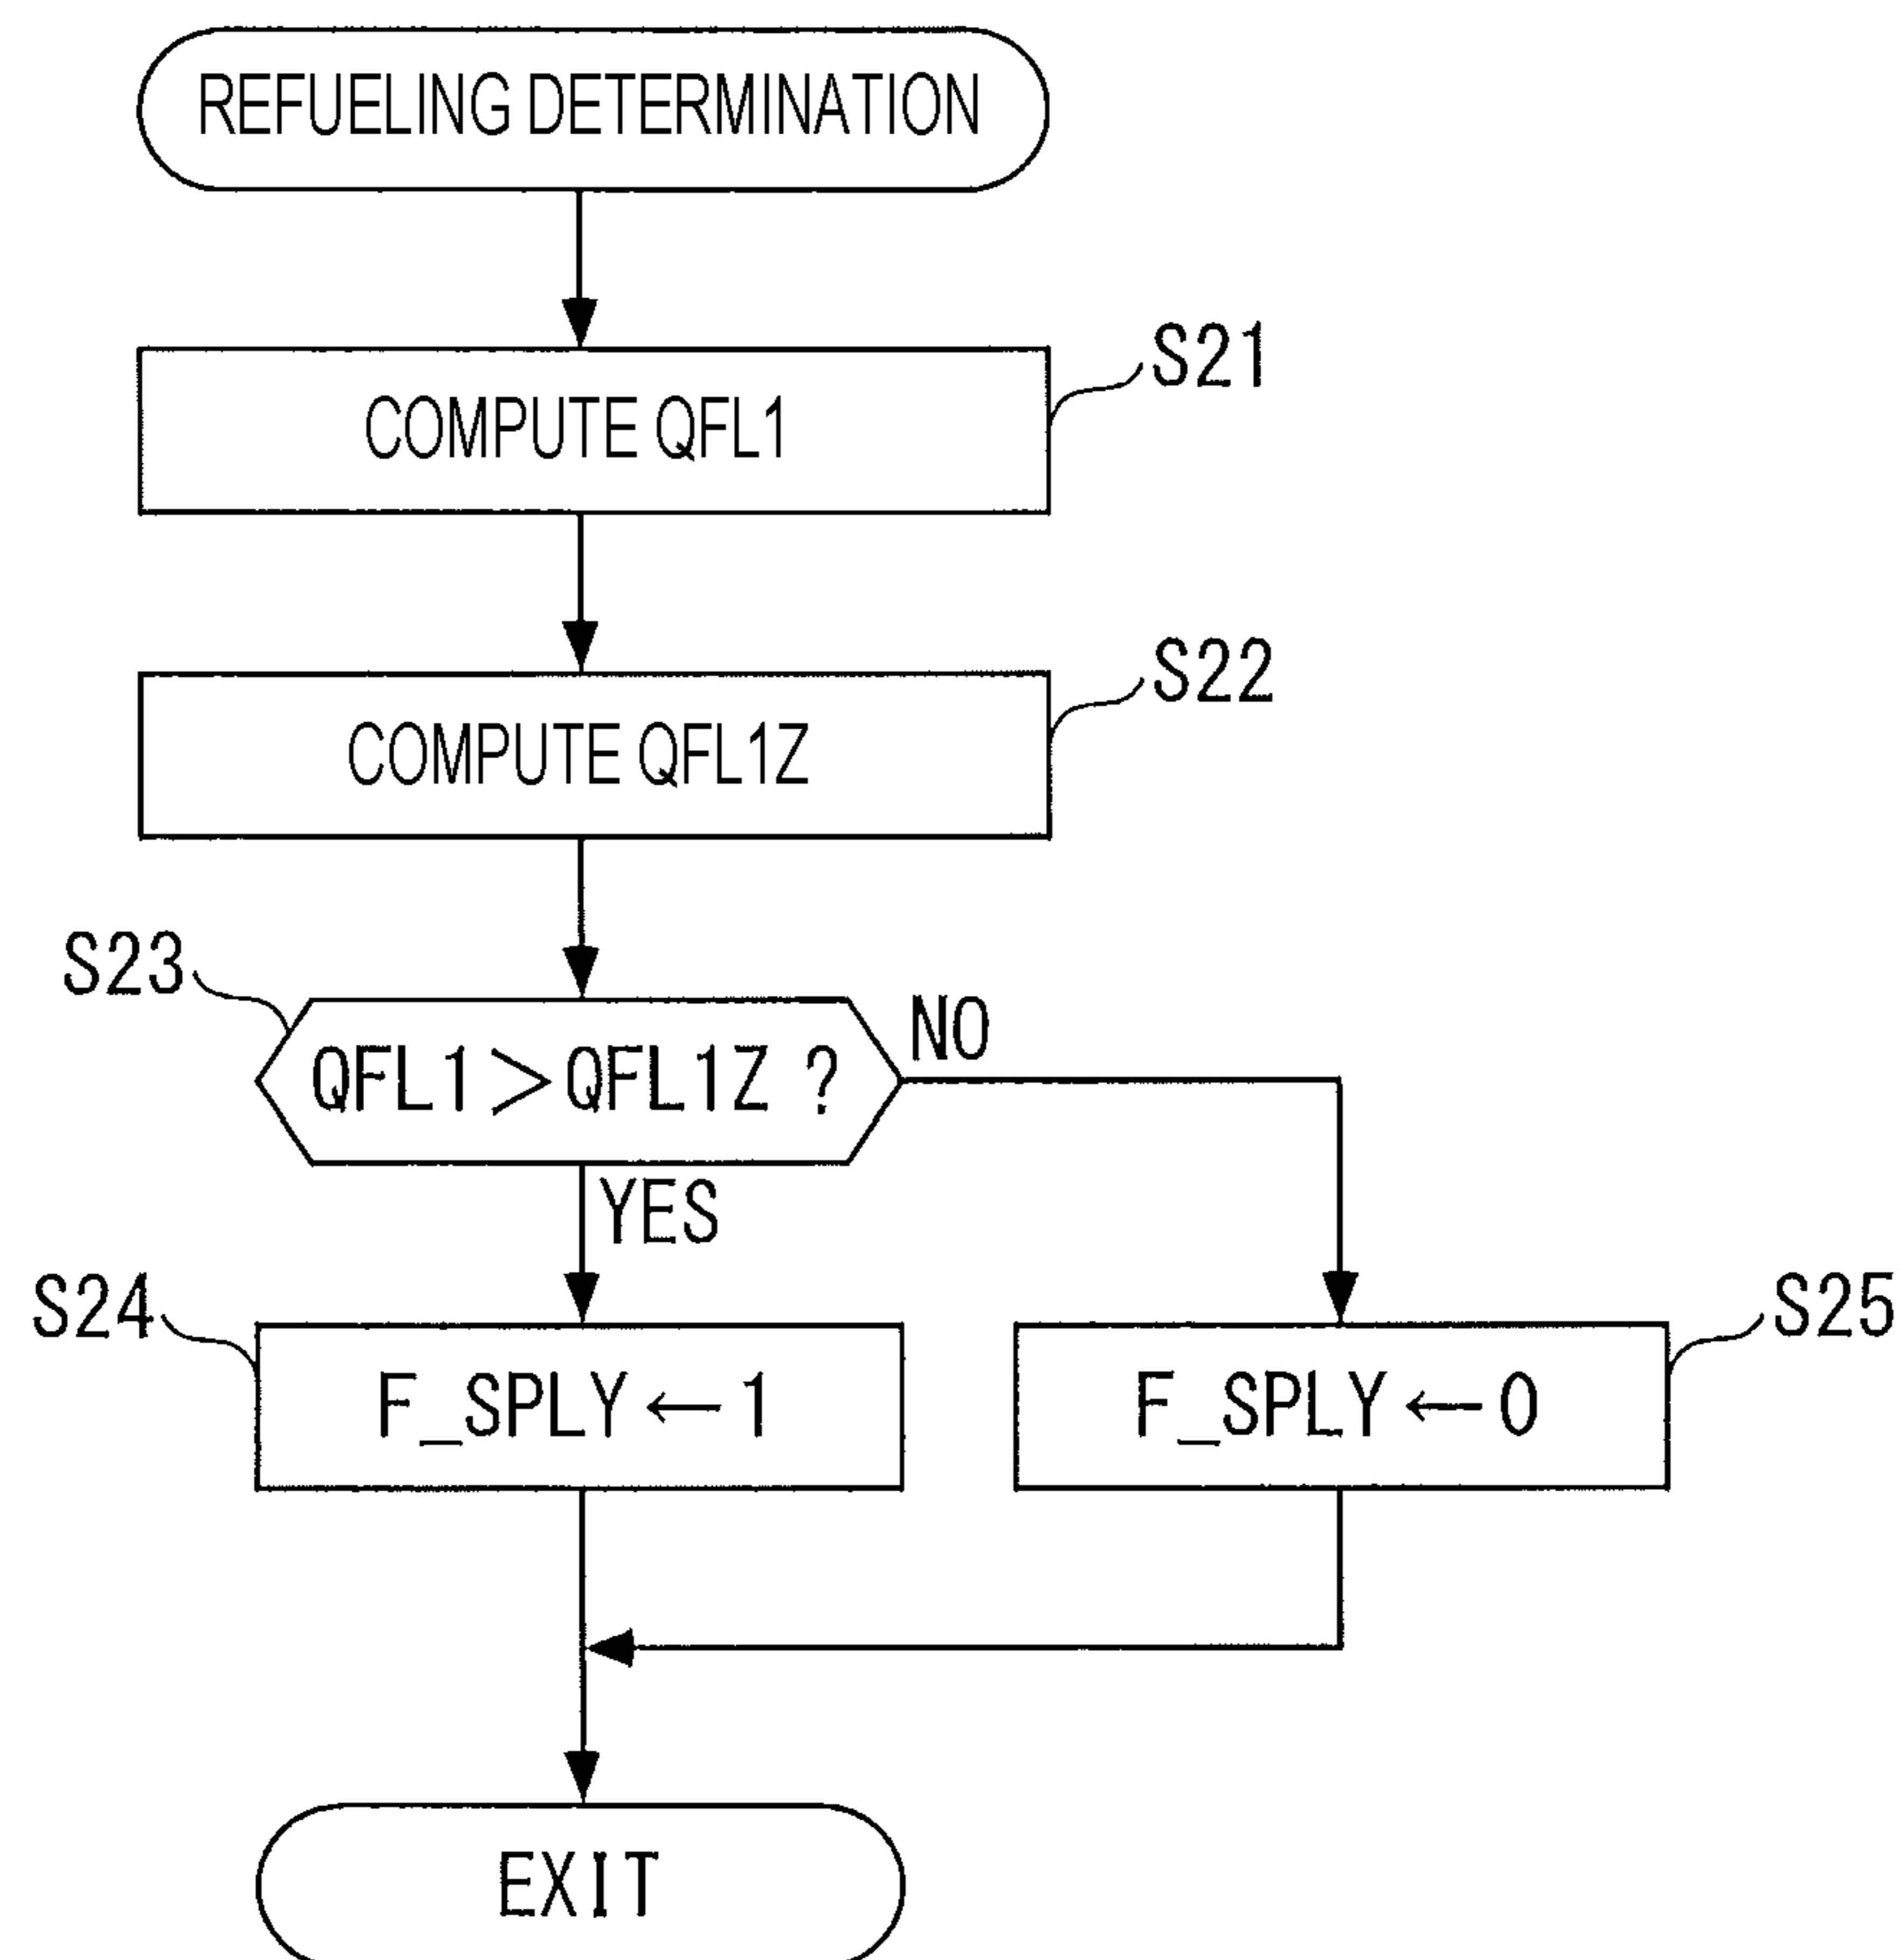 REFUELING DETERMINATION
S21
COMPUTE QFL1
S22
COMPUTE QFL1Z
S23
QFL1>QFL1Z ?
NO
YES
S24
F_SPLY←1
S25
F_SPLY←0
EXIT